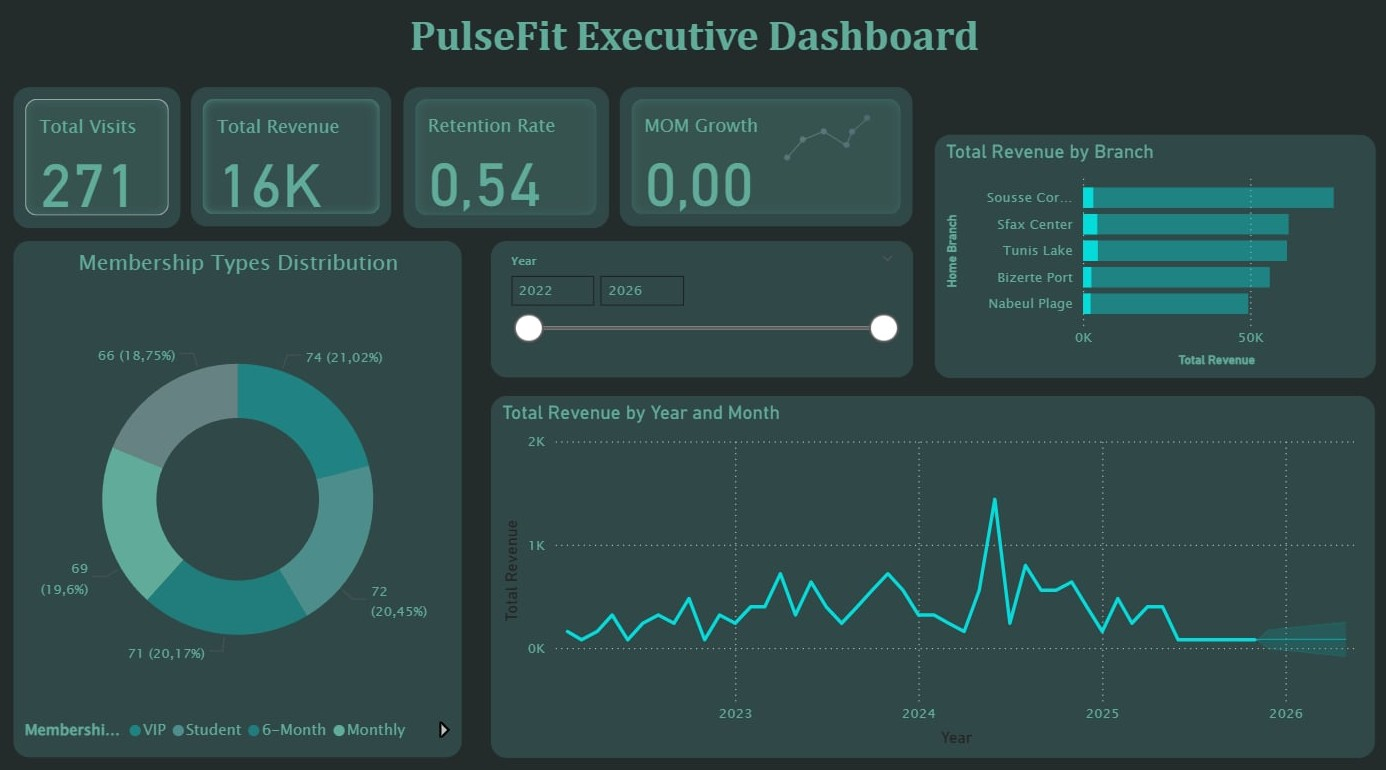 PulseFit Executive Dashboard
Total Visits
271
Total Revenue
16K
Retention Rate
0,54
MOM Growth
0,00
Total Revenue by Branch
Home Branch
Sousse Cor...
Sfax Center
Tunis Lake
Bizerte Port
Nabeul Plage
0K
50K
Total Revenue
Membership Types Distribution
66 (18,75%)
74 (21,02%)
69
(19,6%)
72
(20,45%)
71 (20,17%)
Membershi...
VIP
Student
6-Month
Monthly
Year
2022
2026
Total Revenue by Year and Month
Total Revenue
2K
1K
0K
2023
2024
2025
2026
Year